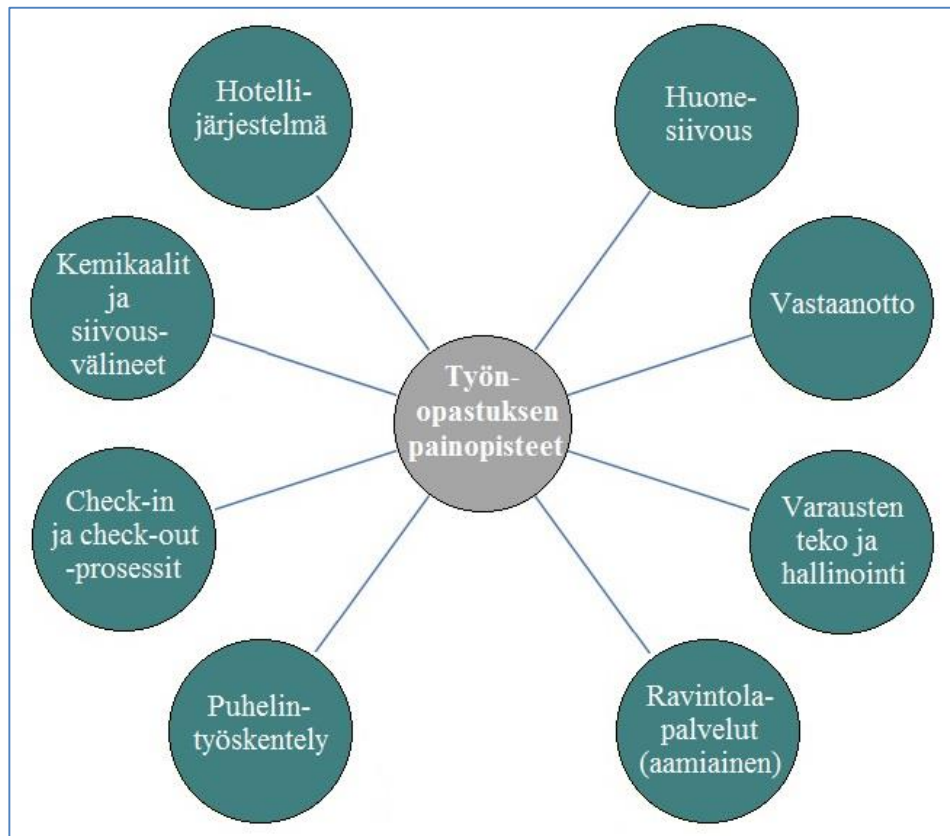 Hotelli-
järjestelmä
Huone-
siivous
Kemikaalit
ja
siivous-
välineet
Vastaanotto
Työn-
opastuksen
painopisteet
Check-in
ja check-out
-prosessit
Varausten
teko ja
hallinointi
Puhelin-
työskentely
Ravintola-
palvelut
(aamiainen)